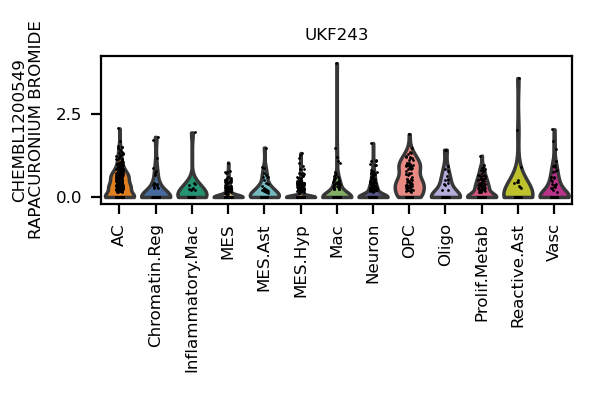 UKF243
CHEMBL1200549
RAPACURONIUM BROMIDE
2.5
0.0
AC
Chromatin.Reg
Inflammatory.Mac
MES
MES.Ast
MES.Hyp
Mac
Neuron
OPC
Oligo
Prolif.Metab
Reactive.Ast
Vasc